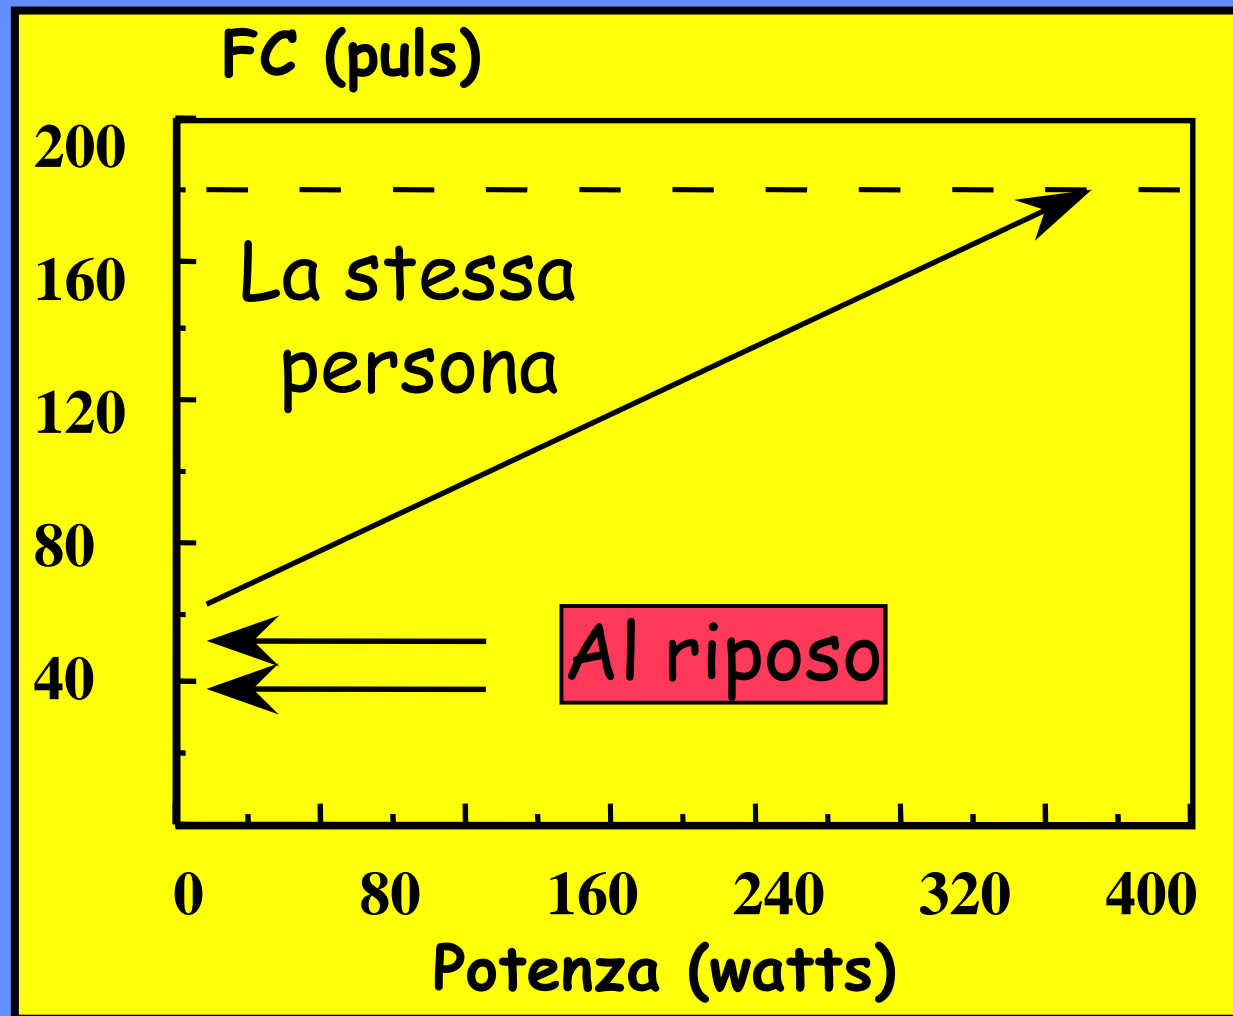 FC (puls)
200
160
120
80
40
La stessa
persona
Al riposo
0 80 160 240 320 400
Potenza (watts)